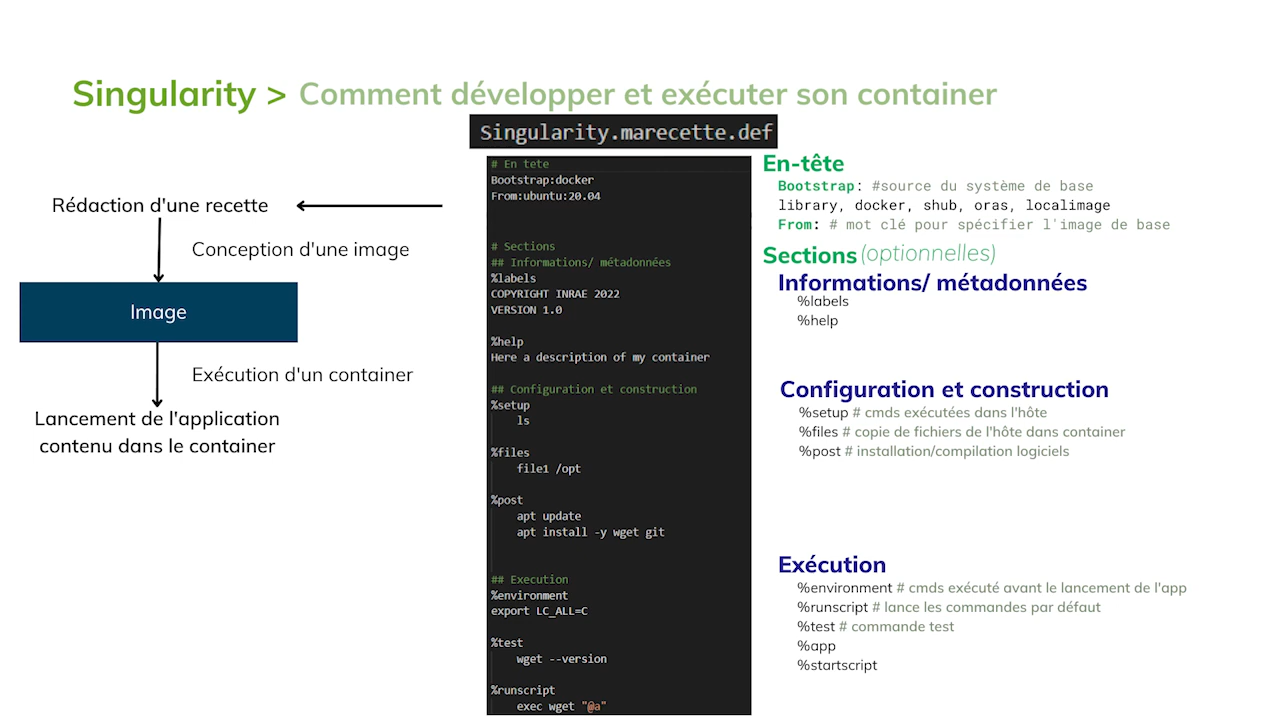 Singularity > Comment développer et exécuter son container
Singularity.marecette.def
Rédaction d'une recette
Conception d'une image
Image
Exécution d'un container
Lancement de l'application
contenu dans le container
# En tete
Bootstrap:docker
From:ubuntu:20.04
# Sections
## Informations/ métadonnées
%labels
COPYRIGHT INRAE 2022
VERSION 1.0
%help
Here a description of my container
## Configuration et construction
%setup
ls
%files
file1 /opt
%post
apt update
apt install -y wget git
## Execution
%environment
export LC_ALL=C
%test
wget --version
%runscript
exec wget "@a"
En-tête
Bootstrap: #source du système de base
library, docker, shub, oras, localimage
From: # mot clé pour spécifier l'image de base
Sections (optionnelles)
Informations/ métadonnées
%labels
%help
Configuration et construction
%setup # cmds exécutées dans l'hôte
%files # copie de fichiers de l'hôte dans container
%post # installation/compilation logiciels
Exécution
%environment # cmds exécuté avant le lancement de l'app
%runscript # lance les commandes par défaut
%test # commande test
%app
%startscript